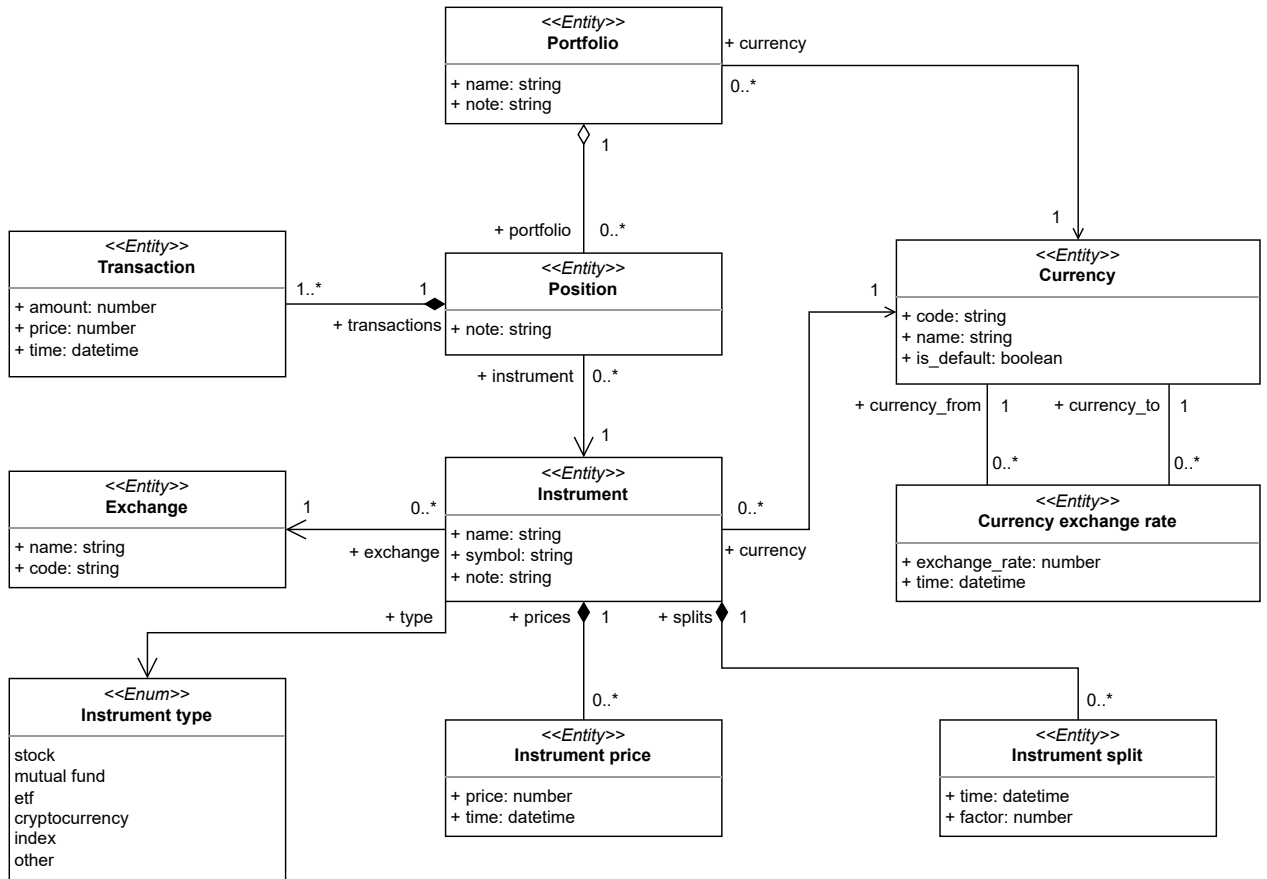 <<Entity>>
Portfolio
+ name: string
+ note: string
+ currency
0..*
1
1
+ portfolio
0..*
<<Entity>>
Transaction
+ amount: number
+ price: number
+ time: datetime
1..*
1
+ transactions
<<Entity>>
Position
+ note: string
<<Entity>>
Currency
+ code: string
+ name: string
+ is_default: boolean
1
+ instrument
0..*
1
+ currency_from
1
+ currency_to
1
0..*
0..*
<<Entity>>
Exchange
+ name: string
+ code: string
1
0..*
+ exchange
<<Entity>>
Instrument
+ name: string
+ symbol: string
+ note: string
0..*
+ currency
<<Entity>>
Currency exchange rate
+ exchange_rate: number
+ time: datetime
+ type
+ prices
1
+ splits
1
<<Enum>>
Instrument type
stock
mutual fund
etf
cryptocurrency
index
other
0..*
<<Entity>>
Instrument price
+ price: number
+ time: datetime
0..*
<<Entity>>
Instrument split
+ time: datetime
+ factor: number